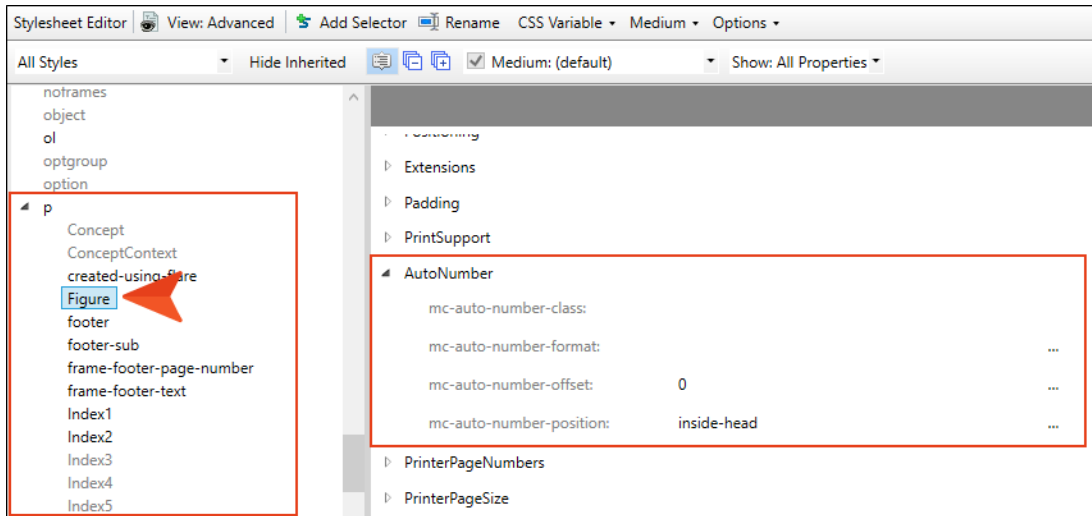 Stylesheet Editor View: Advanced Add Selector Rename CSS Variable Medium Options
All Styles Hide Inherited Medium: (default) Show: All Properties
noframes
object
ol
optgroup
option
p
Concept
ConceptContext
created-using-flare
Figure
footer
footer-sub
frame-footer-page-number
frame-footer-text
Index1
Index2
Index3
Index4
Index5
Positioning
Extensions
Padding
PrintSupport
AutoNumber
mc-auto-number-class:
mc-auto-number-format: ...
mc-auto-number-offset: 0 ...
mc-auto-number-position: inside-head ...
PrinterPageNumbers
PrinterPageSize